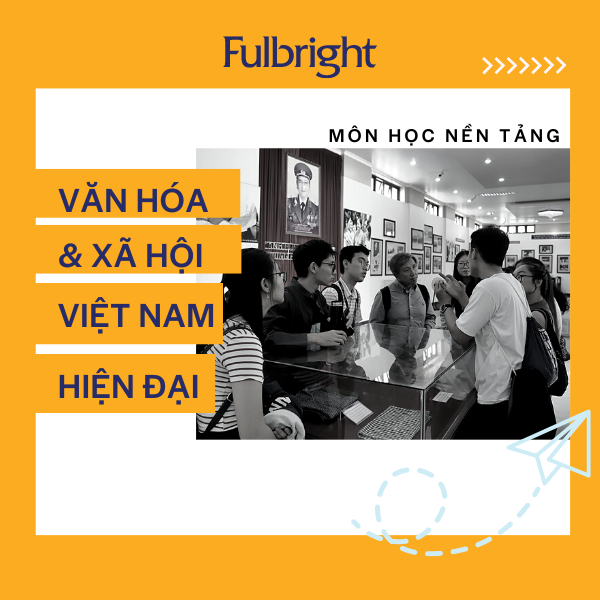 Fulbright
MÔN HỌC NỀN TẢNG
VĂN HÓA
& XÃ HỘI
VIỆT NAM
HIỆN ĐẠI